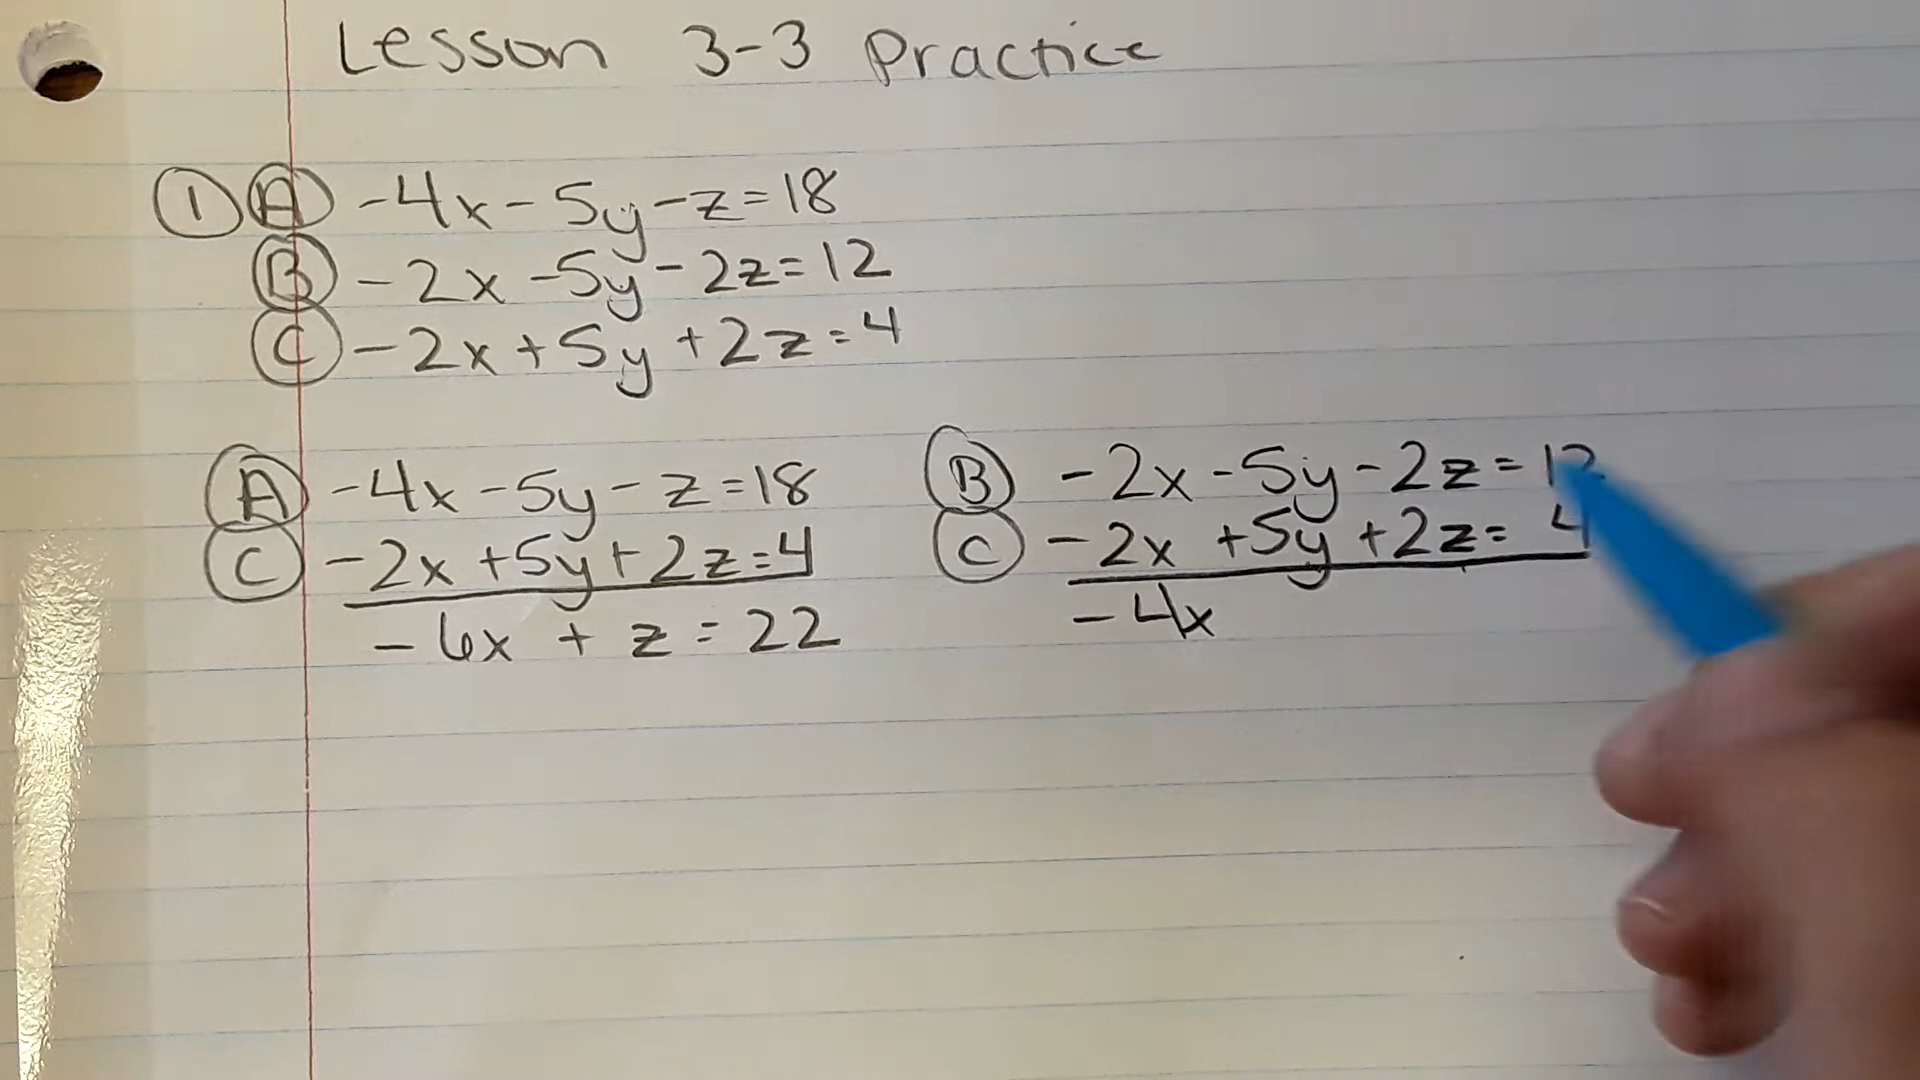 Lesson 3-3 Practice
1 A -4x - 5y - z = 18
B -2x - 5y - 2z = 12
C -2x + 5y + 2z = 4
A -4x - 5y - z = 18
C -2x + 5y + 2z = 4
-6x + z = 22
B -2x - 5y - 2z = 12
C -2x + 5y + 2z = 4
-4x